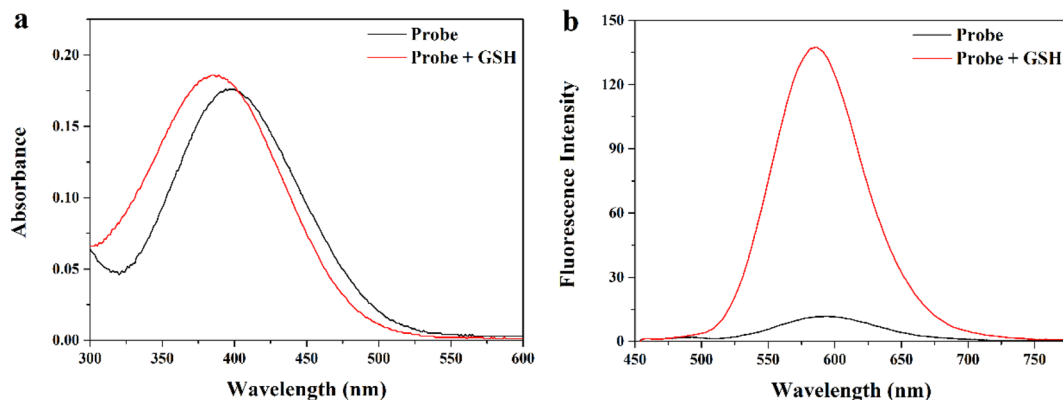 a
Probe
Probe + GSH
0.20
0.15
0.10
0.05
0.00
Absorbance
300 350 400 450 500 550 600
Wavelength (nm)
b
Probe
Probe + GSH
150
120
90
60
30
0
Fluorescence Intensity
450 500 550 600 650 700 750
Wavelength (nm)